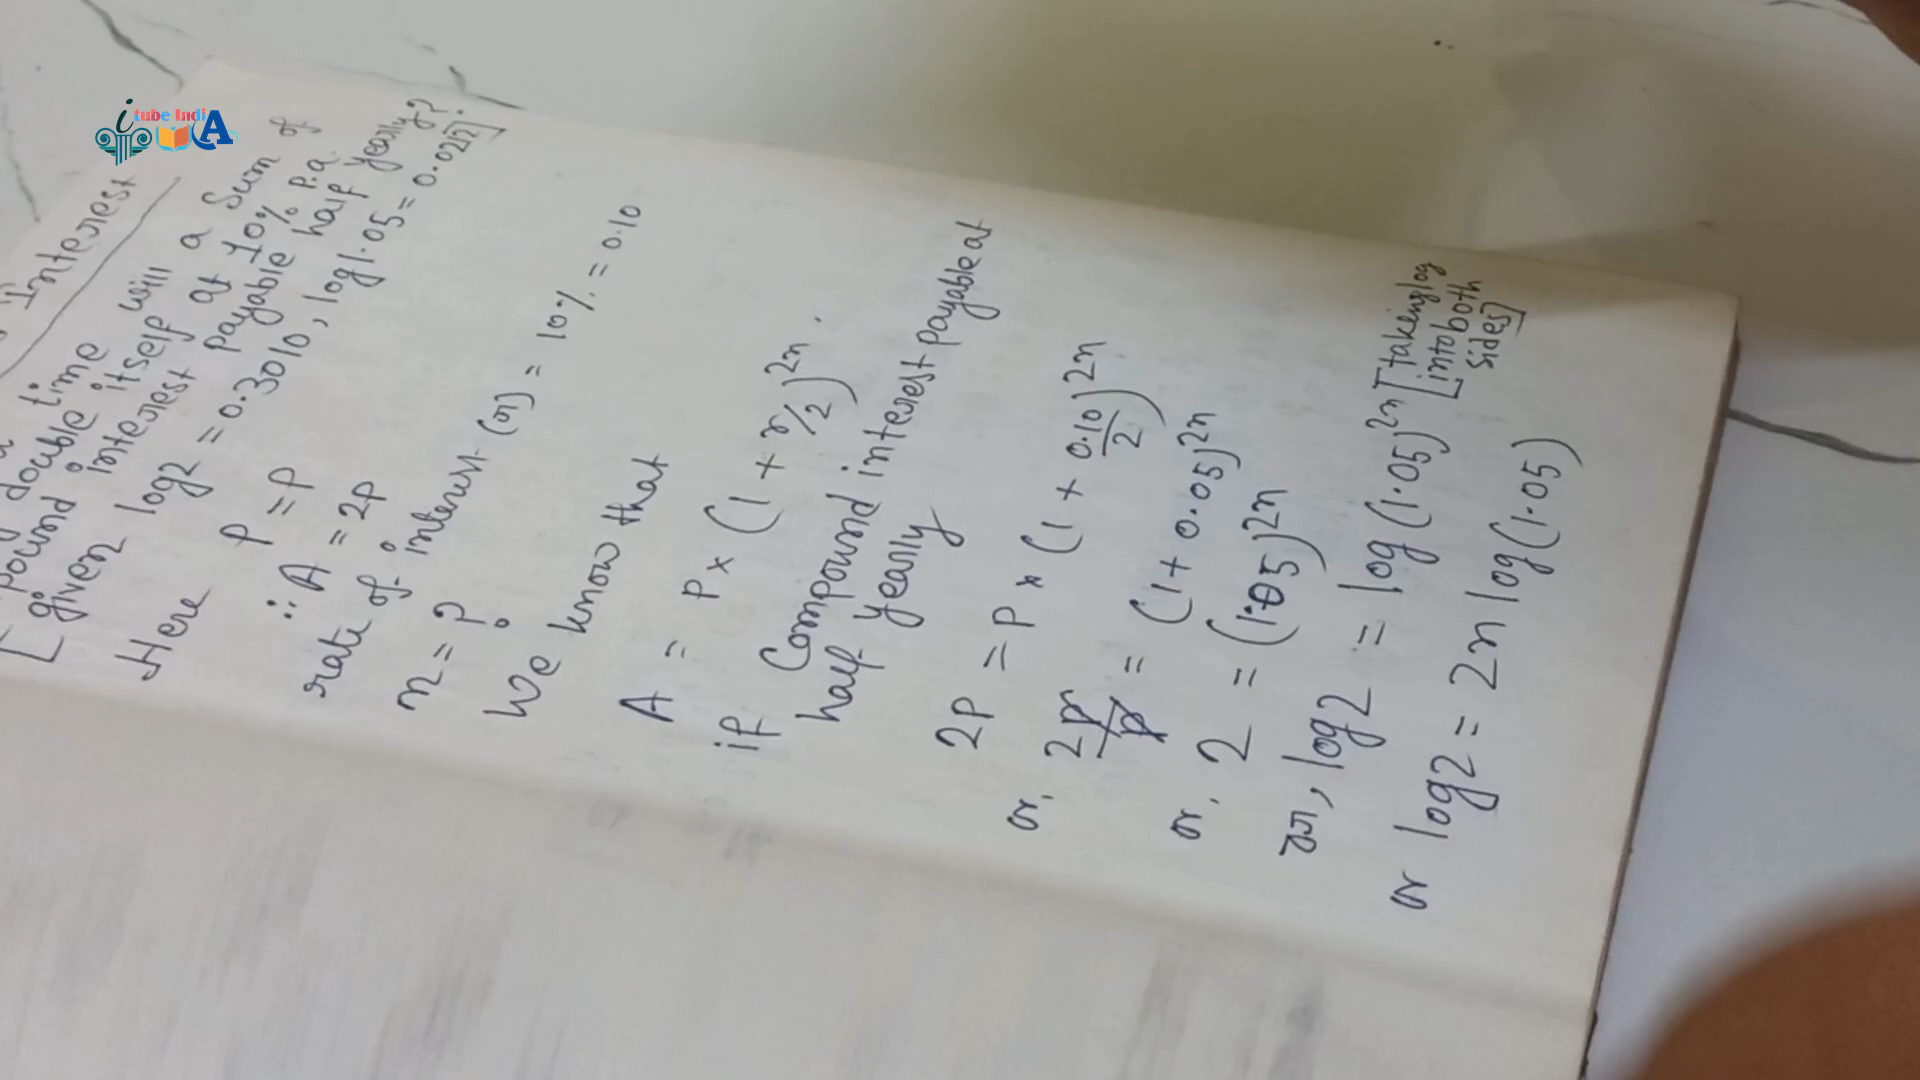 itube IndiA
Interest
double time will a Sum of
itself at 10% p.a.
interest payable half yearly?
[given log2 = 0.3010, log1.05 = 0.0212].
Here P = P
∴ A = 2P
rate of interest (r) = 10% = 0.10
n = ?
We know that
A = P × (1 + r/2)^2n.
if Compound interest payable at
half yearly
2P = P × (1 + 0.10/2)^2n
or, 2P/P = (1 + 0.05)^2n
or, 2 = (1.05)^2n
or, log2 = log(1.05)^2n [taking log
into both
sides]
or log2 = 2n log(1.05)